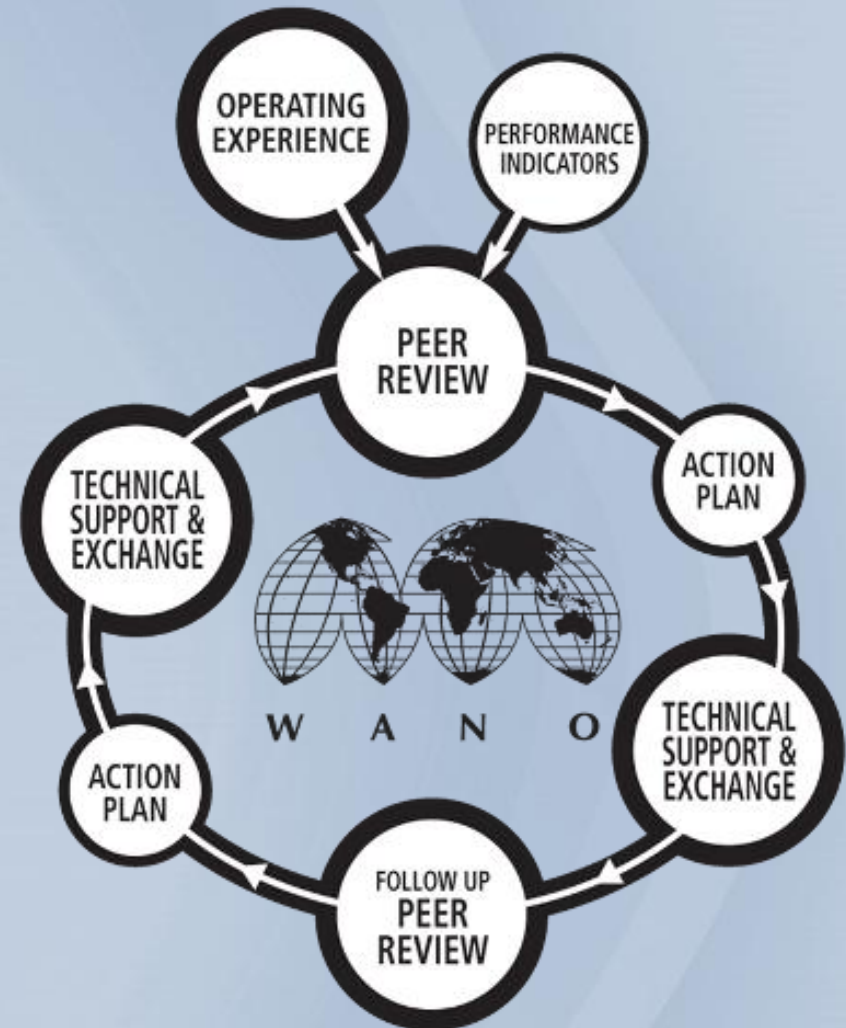 OPERATING
EXPERIENCE
PERFORMANCE
INDICATORS
PEER
REVIEW
ACTION
PLAN
TECHNICAL
SUPPORT &
EXCHANGE
TECHNICAL
SUPPORT &
EXCHANGE
W A N O
ACTION
PLAN
FOLLOW UP
PEER
REVIEW